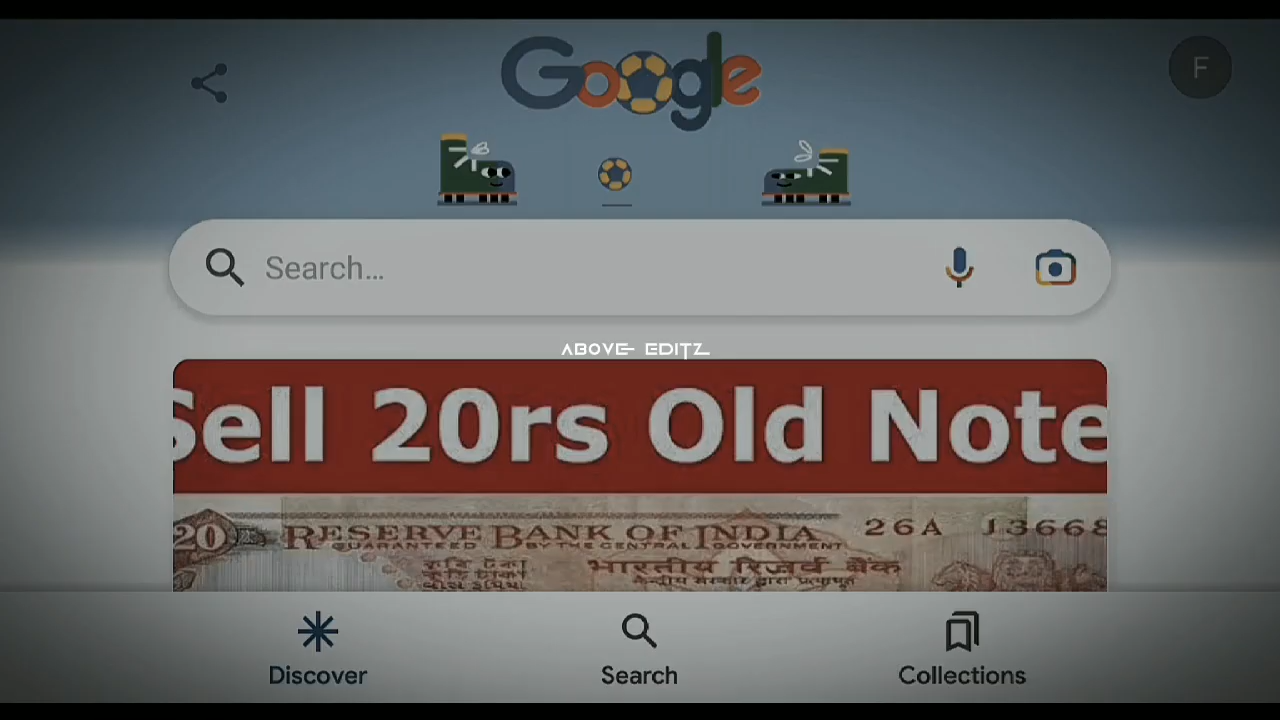 Google
F
Search...
ABOVE EDITZ
Sell 20rs Old Note
20 RESERVE BANK OF INDIA 26A J3668
GUARANTEED BY THE CENTRAL GOVERNMENT
भारतीय रिज़र्व बैंक
Discover
Search
Collections